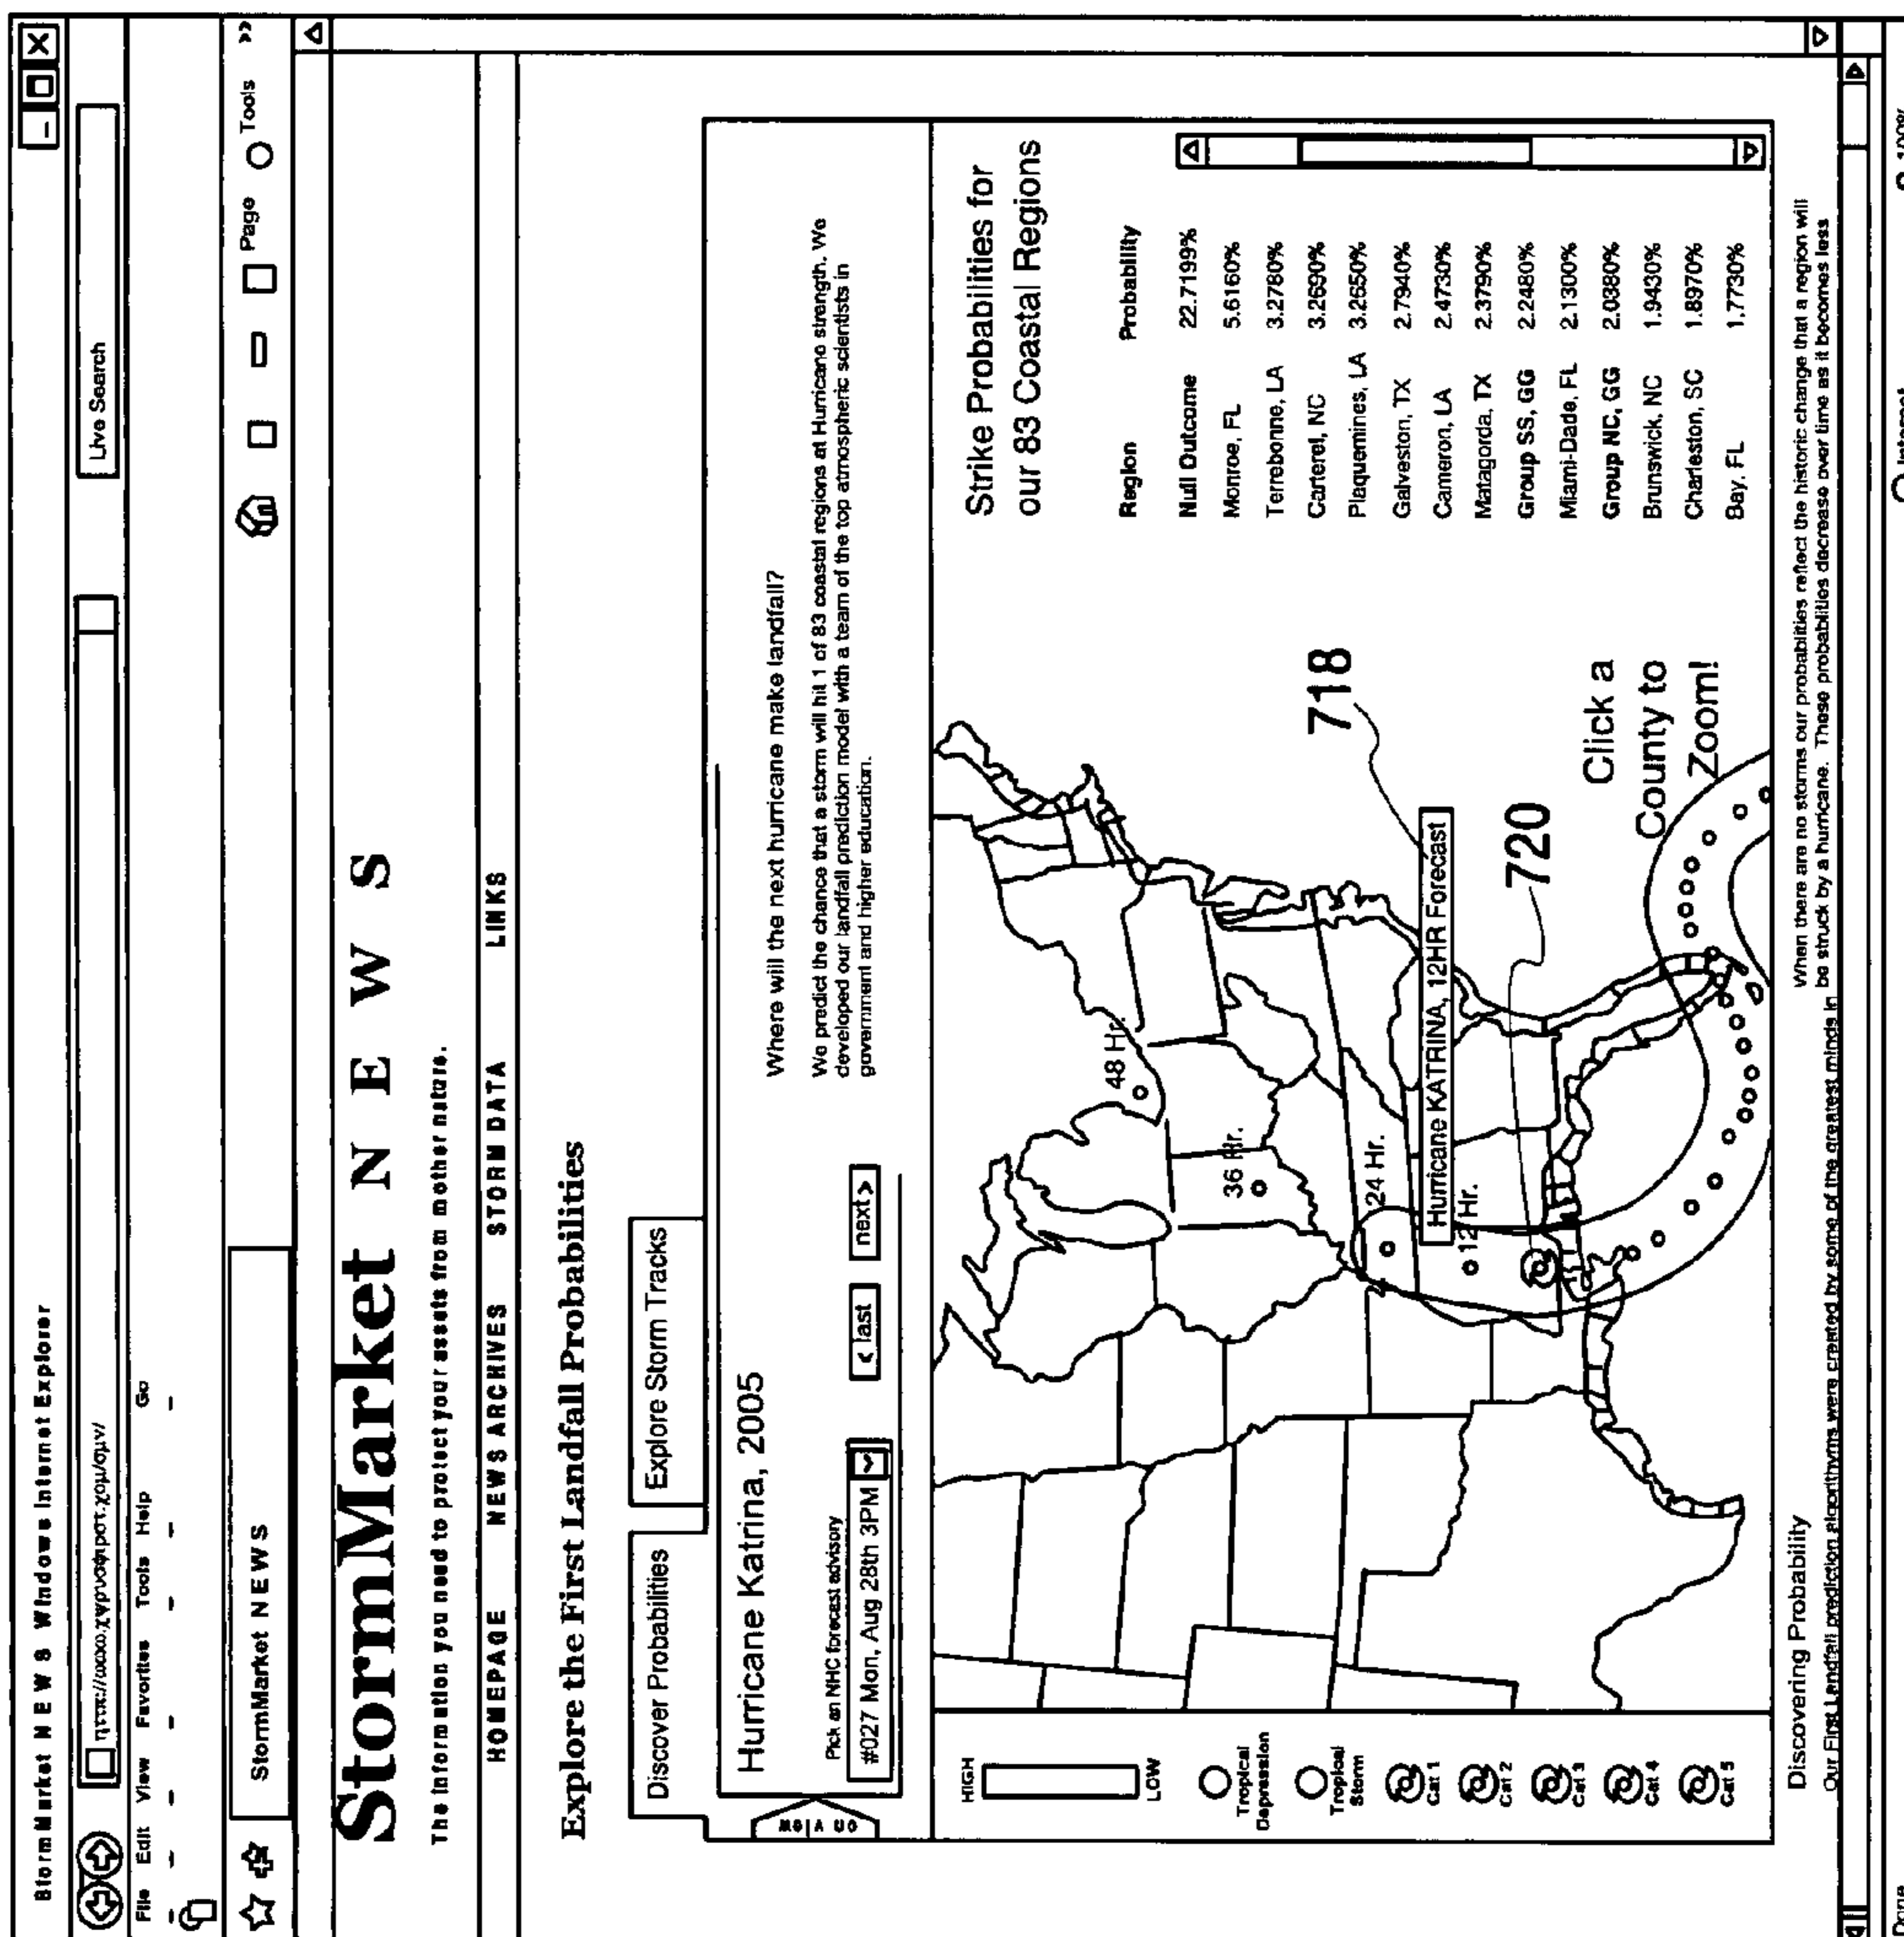 StormMarket N E W S Windows Internet Explorer
ηττπ://ωωω.χψρυσφιρστ.χομ/σμν/
Live Search
File Edit View Favorites Tools Help Go
StormMarket N E W S
Page Tools »
StormMarket N E W S
The information you need to protect your assets from mother nature.
HOMEPAGE NEWS ARCHIVES STORM DATA LINKS
Explore the First Landfall Probabilities
Discover Probabilities Explore Storm Tracks
Hurricane Katrina, 2005
Pick an NHC forecast advisory
#027 Mon, Aug 28th 3PM
< last next >
Where will the next hurricane make landfall?
We predict the chance that a storm will hit 1 of 83 coastal regions at Hurricane strength. We
developed our landfall prediction model with a team of the top atmospheric scientists in
government and higher education.
HIGH
LOW
Tropical
Depression
Tropical
Storm
Cat 1
Cat 2
Cat 3
Cat 4
Cat 5
48 Hr.
36 Hr.
24 Hr.
Hurricane KATRINA, 12HR Forecast
12 Hr.
718
720
Click a
County to
Zoom!
Strike Probabilities for
our 83 Coastal Regions
Region Probability
Null Outcome 22.7199%
Monroe, FL 5.6160%
Terrebonne, LA 3.2780%
Carteret, NC 3.2690%
Plaquemines, LA 3.2650%
Galveston, TX 2.7940%
Cameron, LA 2.4730%
Matagorda, TX 2.3790%
Group SS, GG 2.2480%
Miami-Dade, FL 2.1300%
Group NC, GG 2.0380%
Brunswick, NC 1.9430%
Charleston, SC 1.8970%
Bay, FL 1.7730%
Discovering Probability
Our First Landfall prediction algorithyms were created by some of the greatest minds in
When there are no storms our probabilities reflect the historic change that a region will
be struck by a hurricane. These probabilities decrease over time as it becomes less
Done
Internet
100%